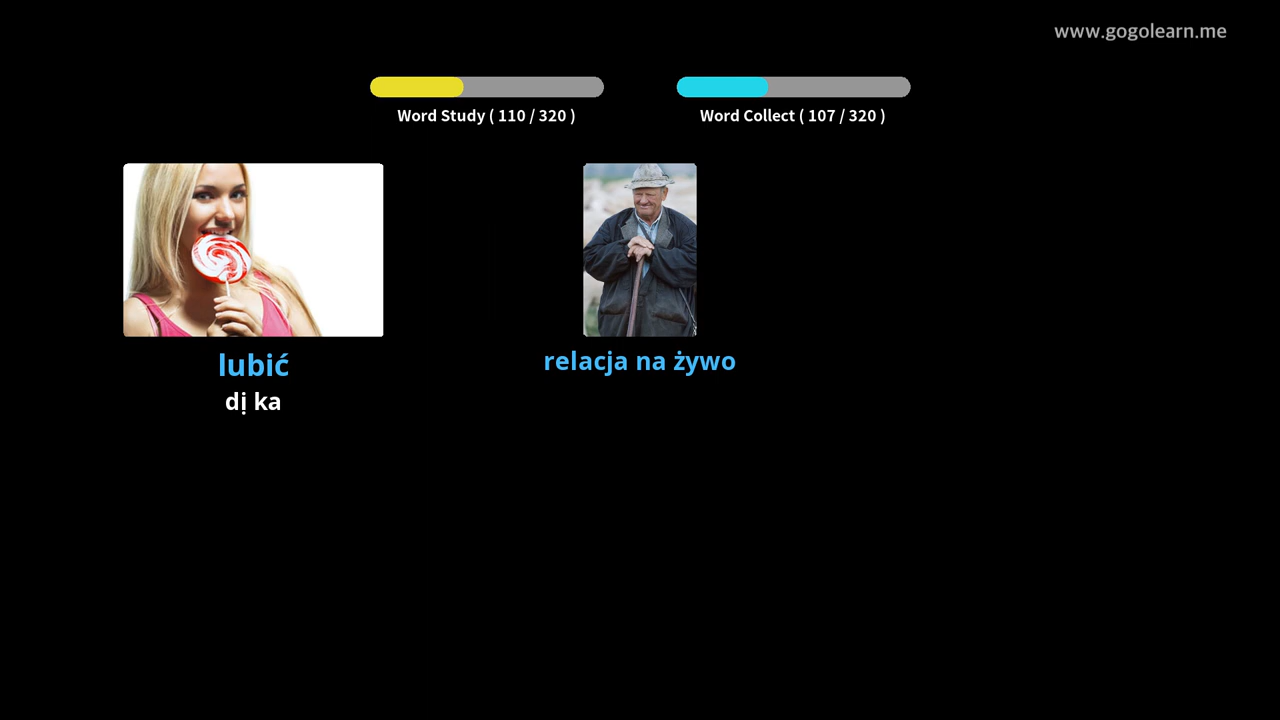 www.gogolearn.me
Word Study ( 110 / 320 )
Word Collect ( 107 / 320 )
lubić
dị ka
relacja na żywo